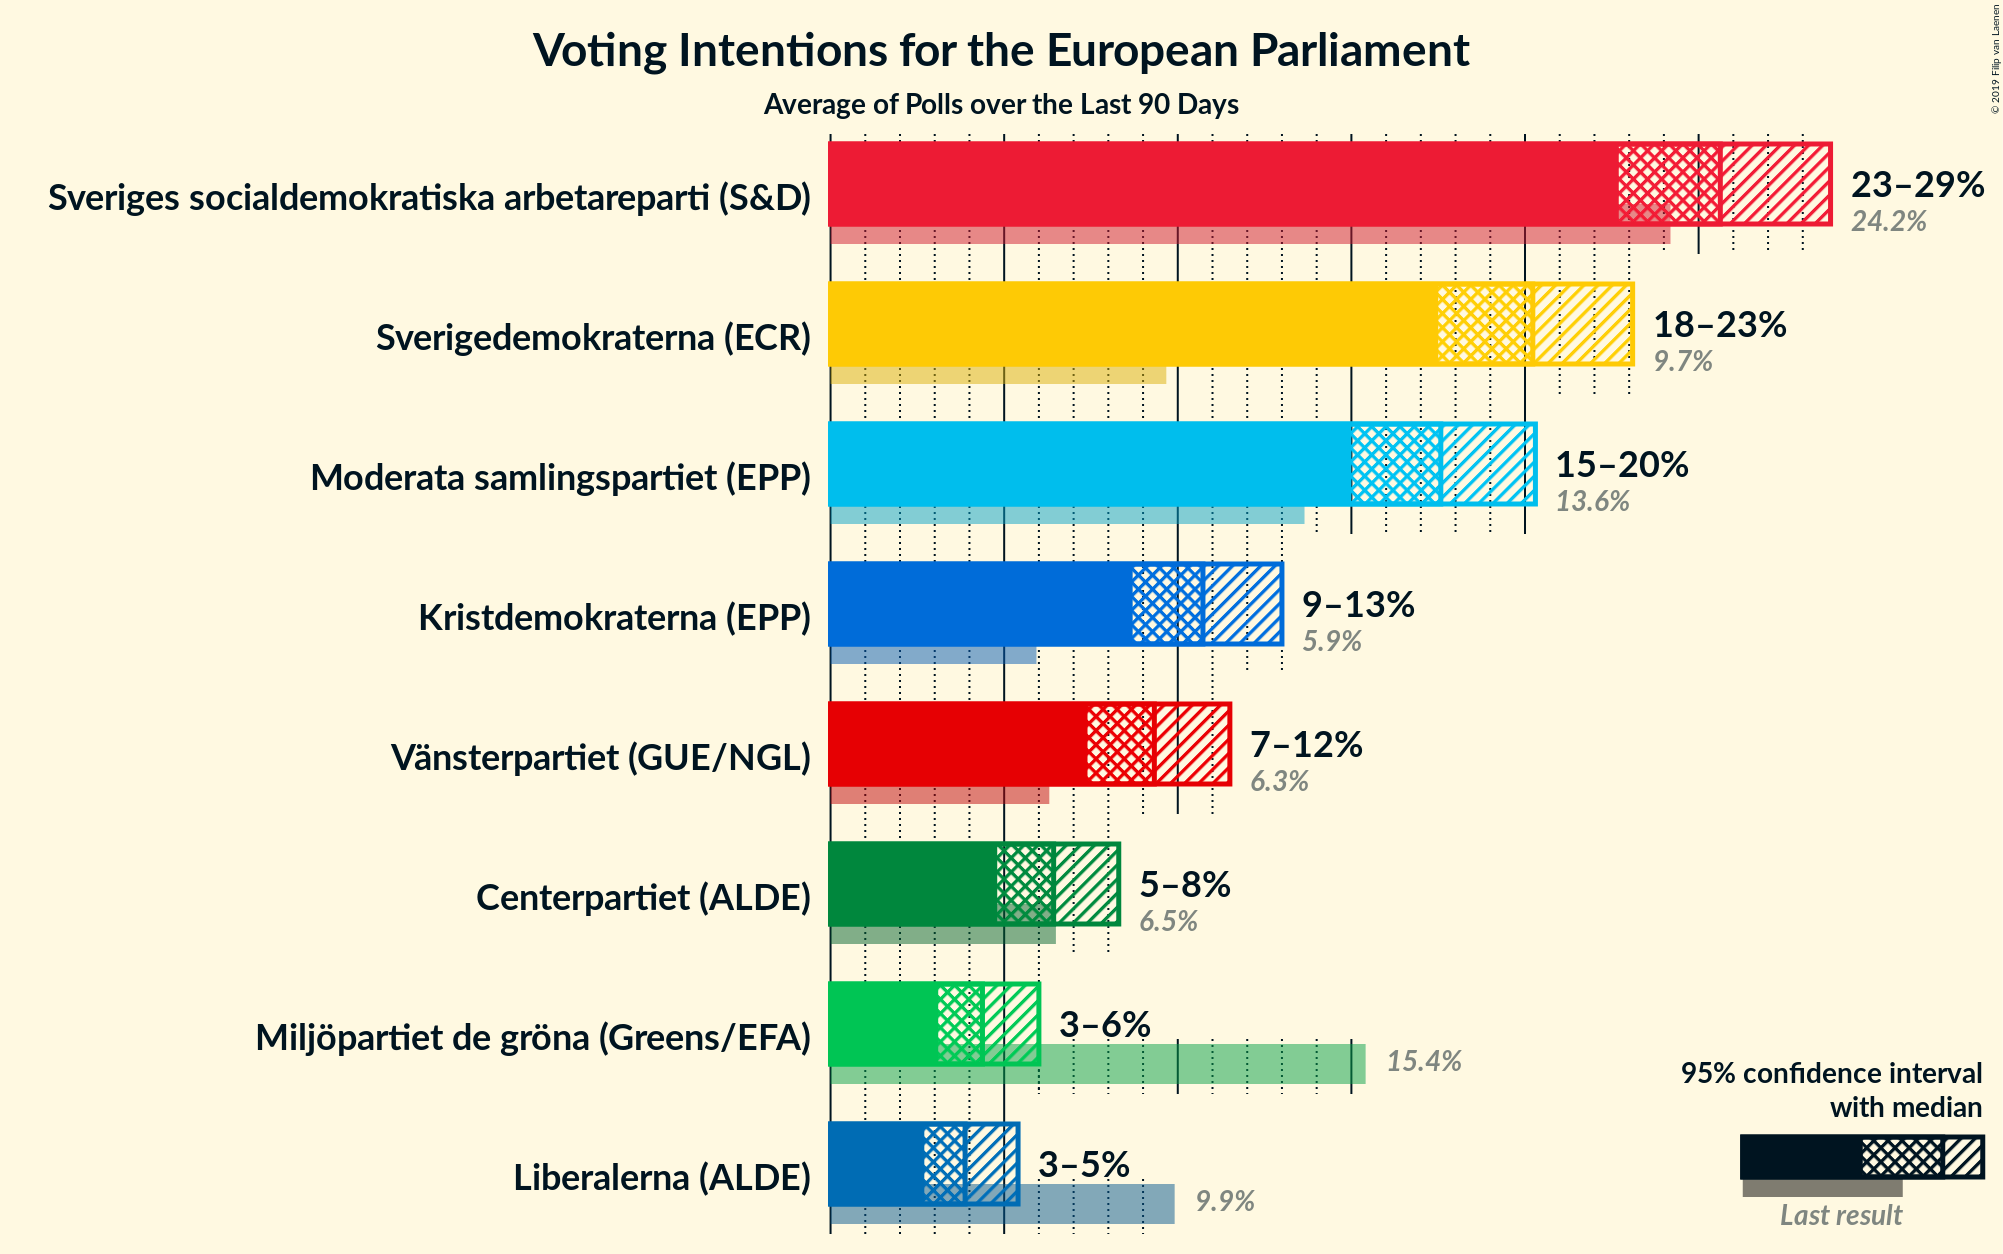 Voting Intentions for the European Parliament
Average of Polls over the Last 90 Days
© 2019 Filip van Laenen
Sveriges socialdemokratiska arbetareparti (S&D)
23–29%
24.2%
Sverigedemokraterna (ECR)
18–23%
9.7%
Moderata samlingspartiet (EPP)
15–20%
13.6%
Kristdemokraterna (EPP)
9–13%
5.9%
Vänsterpartiet (GUE/NGL)
7–12%
6.3%
Centerpartiet (ALDE)
5–8%
6.5%
Miljöpartiet de gröna (Greens/EFA)
3–6%
15.4%
Liberalerna (ALDE)
3–5%
9.9%
95% confidence interval
with median
Last result